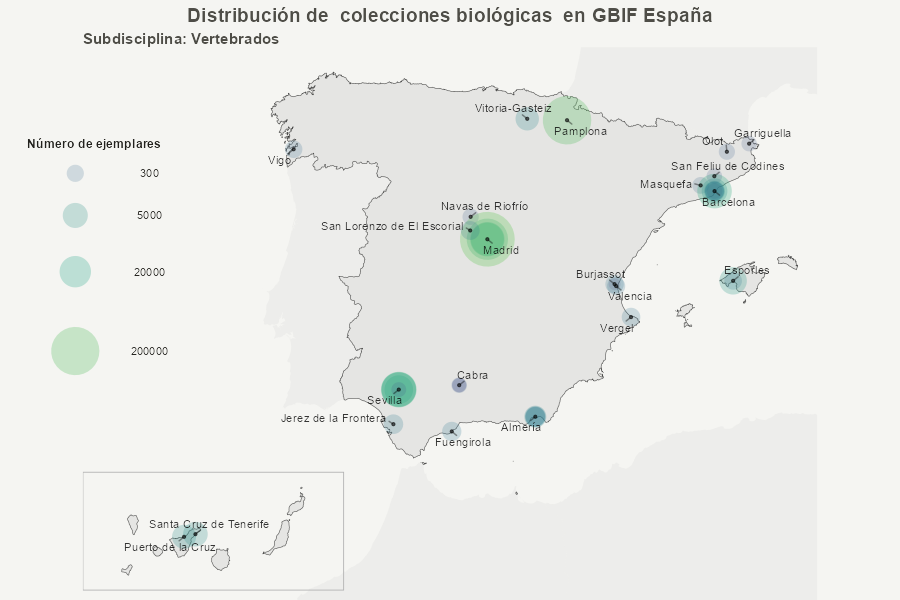 Distribución de  colecciones biológicas  en GBIF España
Subdisciplina: Vertebrados
Número de ejemplares
300
5000
20000
200000
Vitoria-Gasteiz
Pamplona
Vigo
Olot
Garriguella
San Feliu de Codines
Masquefa
Barcelona
Navas de Riofrío
San Lorenzo de El Escorial
Madrid
Esporles
Burjassot
Valencia
Vergel
Cabra
Sevilla
Jerez de la Frontera
Almería
Fuengirola
Santa Cruz de Tenerife
Puerto de la Cruz